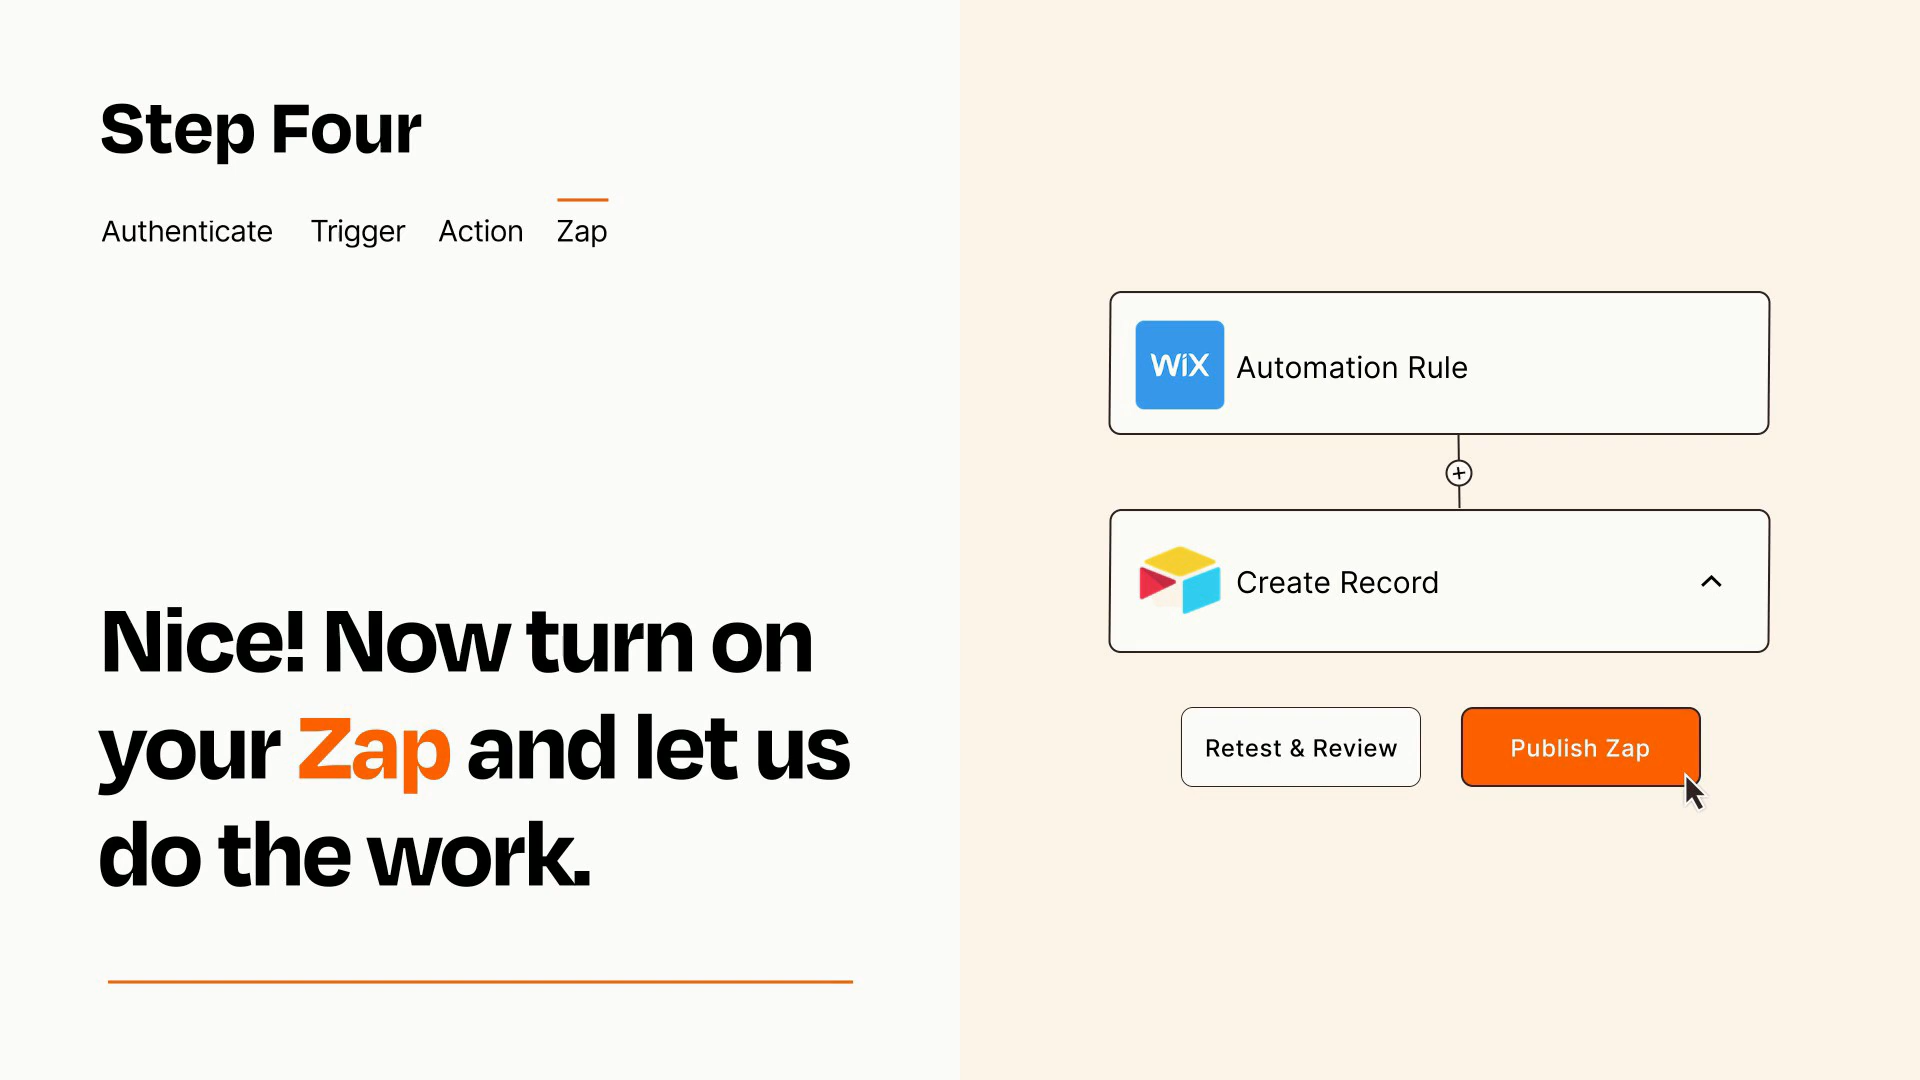 Step Four
Authenticate Trigger Action Zap
Nice! Now turn on
your Zap and let us
do the work.
WiX Automation Rule
Create Record
Retest & Review
Publish Zap